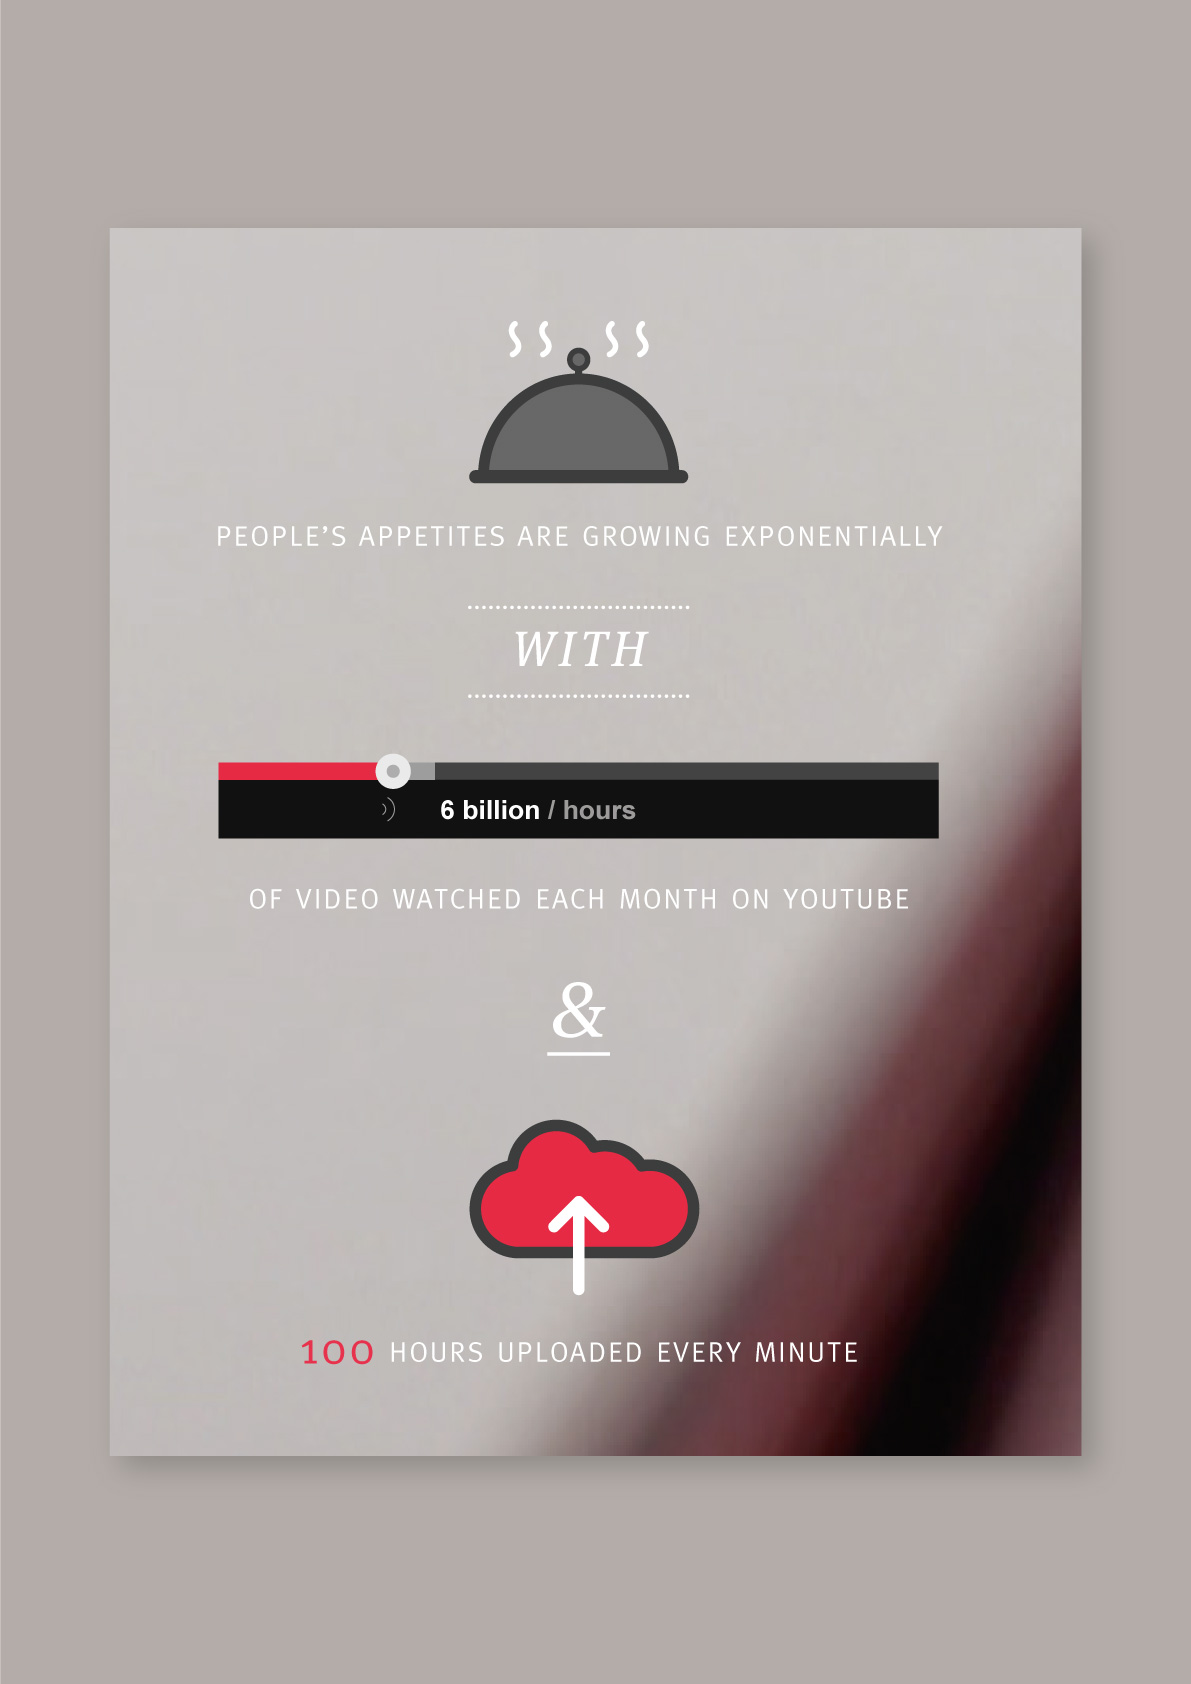 PEOPLE’S APPETITES ARE GROWING EXPONENTIALLY
WITH
6 billion / hours
OF VIDEO WATCHED EACH MONTH ON YOUTUBE
&
100 HOURS UPLOADED EVERY MINUTE